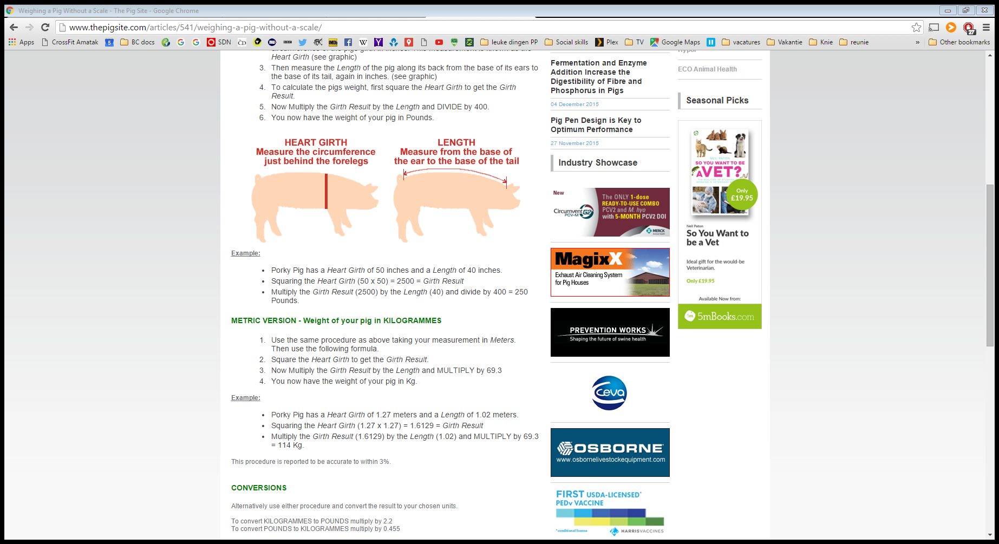 Weighing a Pig Without a Scale - The Pig Site - Google Chrome
www.thepigsite.com/articles/541/weighing-a-pig-without-a-scale/
27
Apps
CrossFit Amatak
5
BC docs
SDN
ČD
BBC
IMDb
leuke dingen PP
Social skills
Plex
TV
Google Maps
vacatures
Vakantie
Knie
reunie
»
Other bookmarks
Heart Girth (see graphic)
3. Then measure the Length of the pig along its back from the base of its ears to
the base of its tail, again in inches. (see graphic)
4. To calculate the pigs weight, first square the Heart Girth to get the Girth
Result.
5. Now Multiply the Girth Result by the Length and DIVIDE by 400.
6. You now have the weight of your pig in Pounds.
HEART GIRTH
Measure the circumference
just behind the forelegs
LENGTH
Measure from the base of
the ear to the base of the tail
Example:
• Porky Pig has a Heart Girth of 50 inches and a Length of 40 inches.
• Squaring the Heart Girth (50 x 50) = 2500 = Girth Result
• Multiply the Girth Result (2500) by the Length (40) and divide by 400 = 250
Pounds.
METRIC VERSION - Weight of your pig in KILOGRAMMES
1. Use the same procedure as above taking your measurement in Meters.
Then use the following formula.
2. Square the Heart Girth to get the Girth Result.
3. Now Multiply the Girth Result by the Length and MULTIPLY by 69.3
4. You now have the weight of your pig in Kg.
Example:
• Porky Pig has a Heart Girth of 1.27 meters and a Length of 1.02 meters.
• Squaring the Heart Girth (1.27 x 1.27) = 1.6129 = Girth Result
• Multiply the Girth Result (1.6129) by the Length (1.02) and MULTIPLY by 69.3
= 114 Kg.
This procedure is reported to be accurate to within 3%.
CONVERSIONS
Alternatively use either procedure and convert the result to your chosen units.
To convert KILOGRAMMES to POUNDS multiply by 2.2
To convert POUNDS to KILOGRAMMES multiply by 0.455
Fermentation and Enzyme
Addition Increase the
Digestibility of Fibre and
Phosphorus in Pigs
04 December 2015
Pig Pen Design is Key to
Optimum Performance
27 November 2015
Industry Showcase
New
Circumvent G2
PCV-M
The ONLY 1-dose
READY-TO-USE COMBO
PCV2 and M. hyo
with 5-MONTH PCV2 DOI
MERCK
Animal Health
MagixX
Exhaust Air Cleaning System
for Pig Houses
PREVENTION WORKS
Shaping the future of swine health
Ceva
OSBORNE
www.osbornelivestockequipment.com
FIRST USDA-LICENSED*
PEDv VACCINE
*conditional license
HARRISVACCINES
ECO Animal Health
Seasonal Picks
NEIL PATON
SO YOU WANT TO BE
A VET?
Only
£19.95
Neil Paton
So You Want to
be a Vet
Ideal gift for the would-be
Veterinarian.
Only £19.95
Available Now from:
5m
5mBooks.com